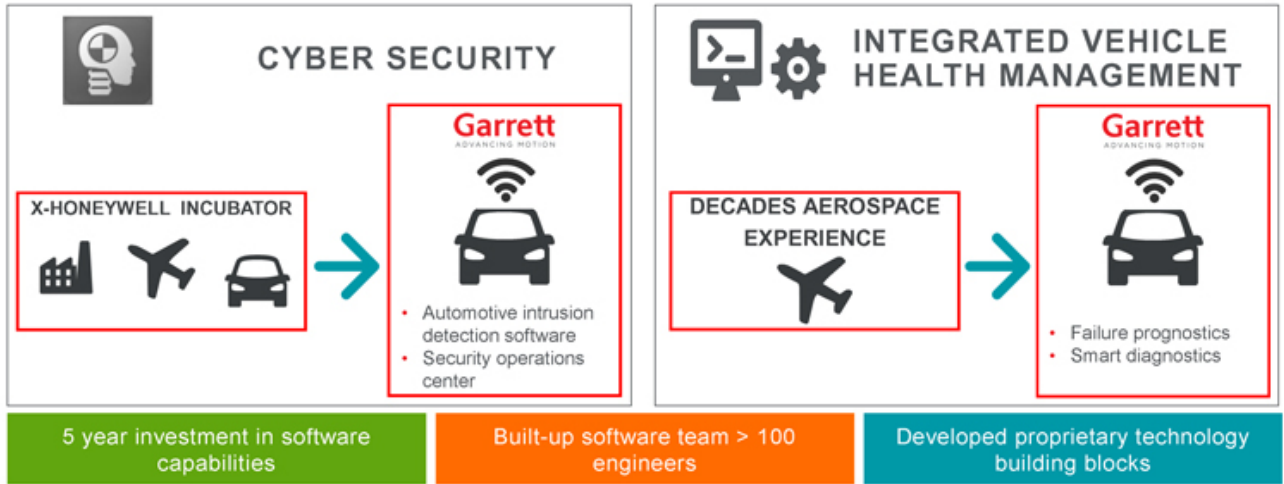 CYBER SECURITY
Garrett
ADVANCING MOTION
X-HONEYWELL INCUBATOR
• Automotive intrusion
detection software
• Security operations
center
INTEGRATED VEHICLE
HEALTH MANAGEMENT
Garrett
ADVANCING MOTION
DECADES AEROSPACE
EXPERIENCE
• Failure prognostics
• Smart diagnostics
5 year investment in software
capabilities
Built-up software team > 100
engineers
Developed proprietary technology
building blocks